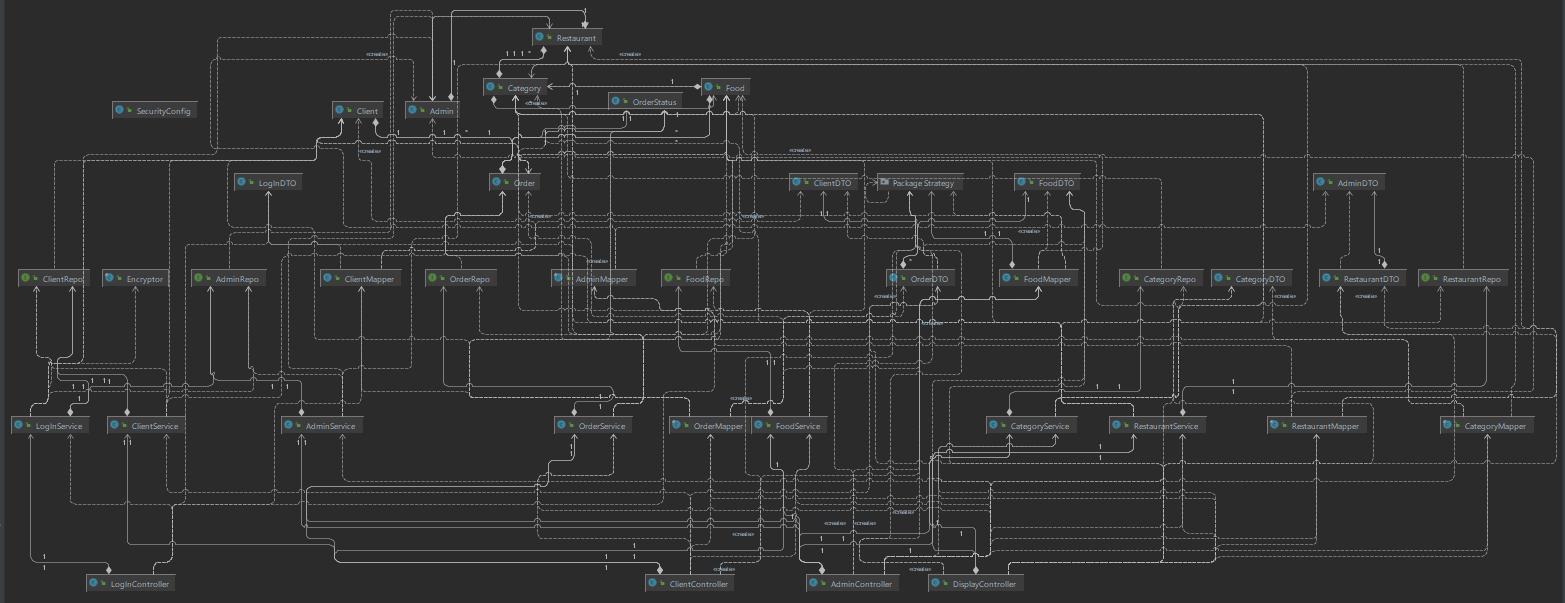 Restaurant
Category
Food
OrderStatus
SecurityConfig
Client
Admin
LogInDTO
Order
ClientDTO
Package Strategy
FoodDTO
AdminDTO
ClientRepo
Encryptor
AdminRepo
ClientMapper
OrderRepo
AdminMapper
FoodRepo
OrderDTO
FoodMapper
CategoryRepo
CategoryDTO
RestaurantDTO
RestaurantRepo
LogInService
ClientService
AdminService
OrderService
OrderMapper
FoodService
CategoryService
RestaurantService
RestaurantMapper
CategoryMapper
LogInController
ClientController
AdminController
DisplayController